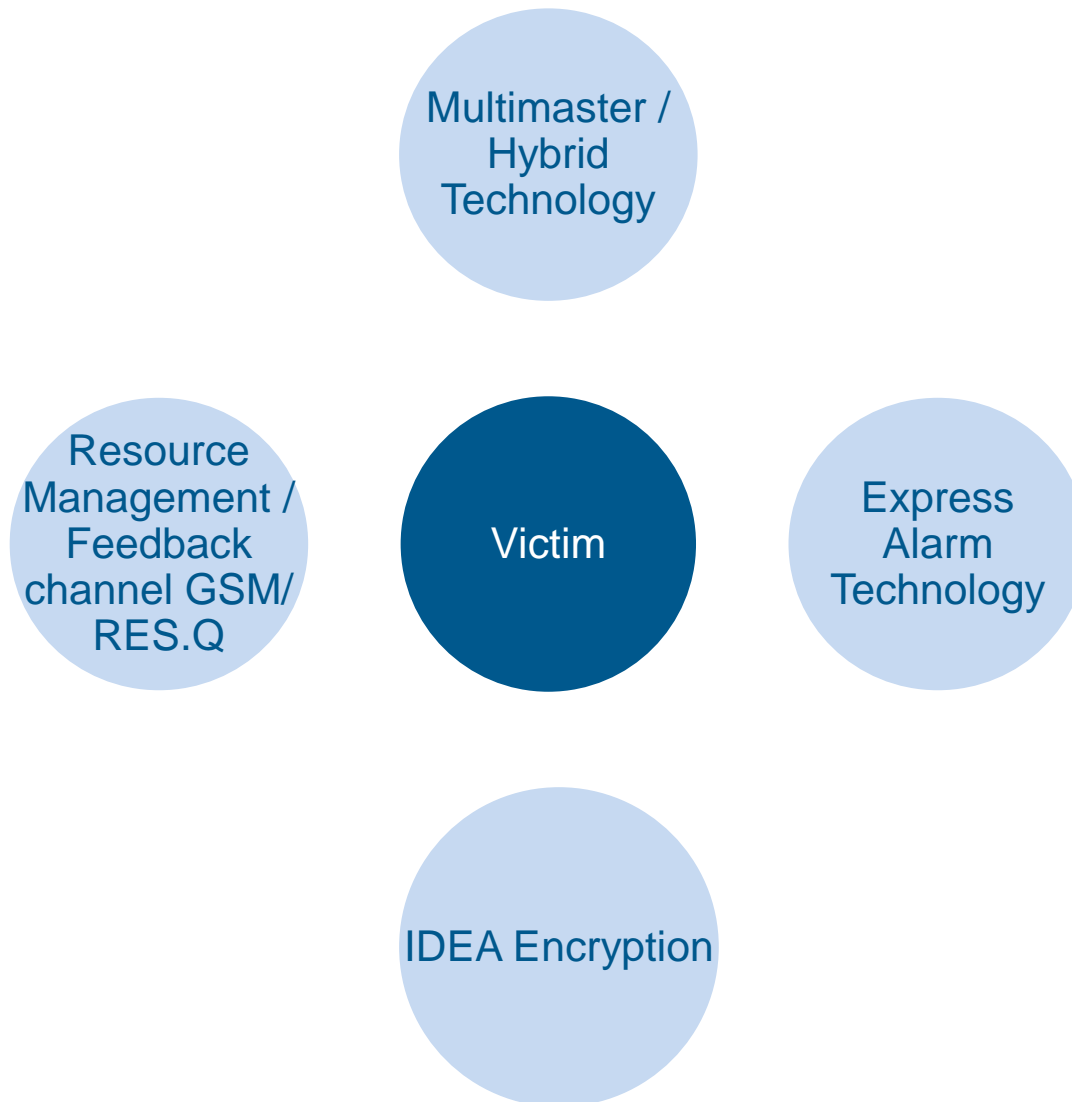 Multimaster /
Hybrid
Technology
Resource
Management /
Feedback
channel GSM/
RES.Q
Victim
Express
Alarm
Technology
IDEA Encryption